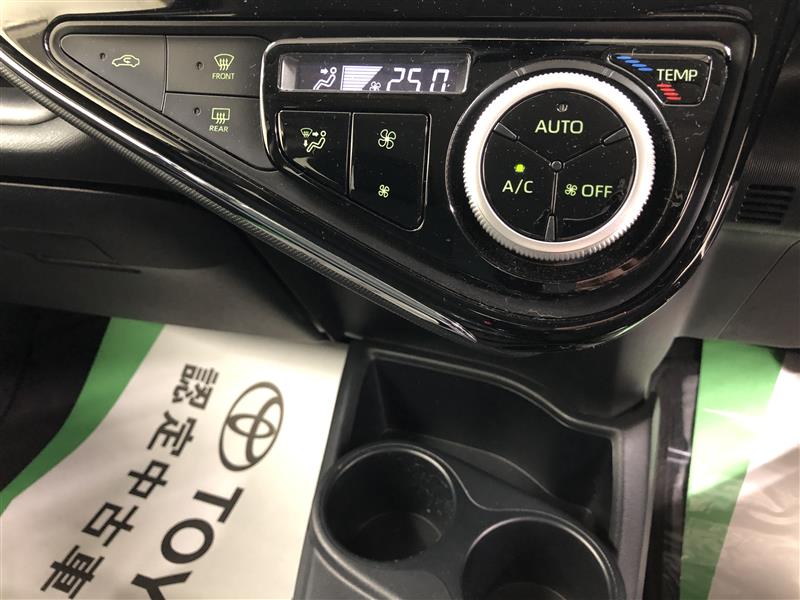 FRONT
REAR
25.0
TEMP
AUTO
A/C
OFF
TOY
認定中古車